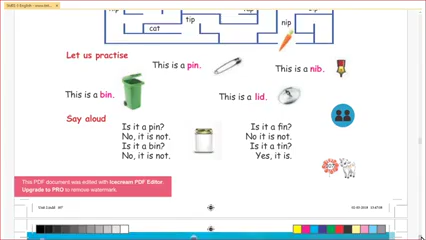 tip
nip
cat
Let us practise
This is a pin.
This is a nib.
This is a bin.
This is a lid.
Say aloud
Is it a pin?
No, it is not.
Is it a bin?
No, it is not.
Is it a fin?
No it is not.
Is it a tin?
Yes, it is.
This PDF document was edited with Icecream PDF Editor.
Upgrade to PRO to remove watermark.